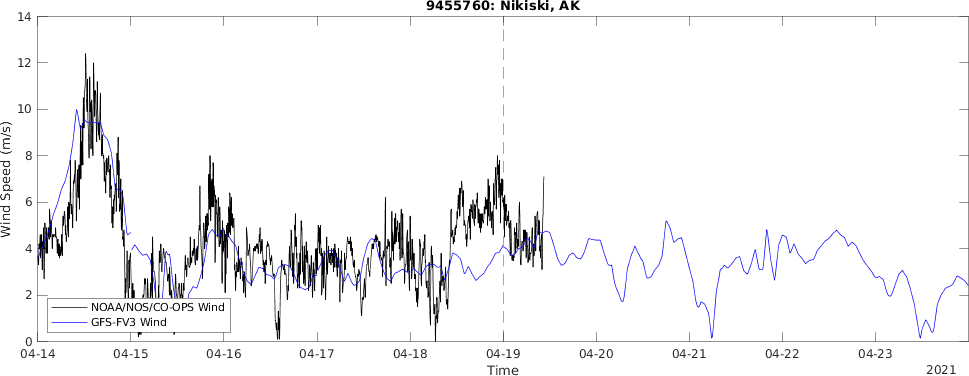 9455760: Nikiski, AK
14
12
10
8
6
4
2
0
Wind Speed (m/s)
NOAA/NOS/CO-OPS Wind
GFS-FV3 Wind
04-14 04-15 04-16 04-17 04-18 04-19 04-20 04-21 04-22 04-23
Time
2021